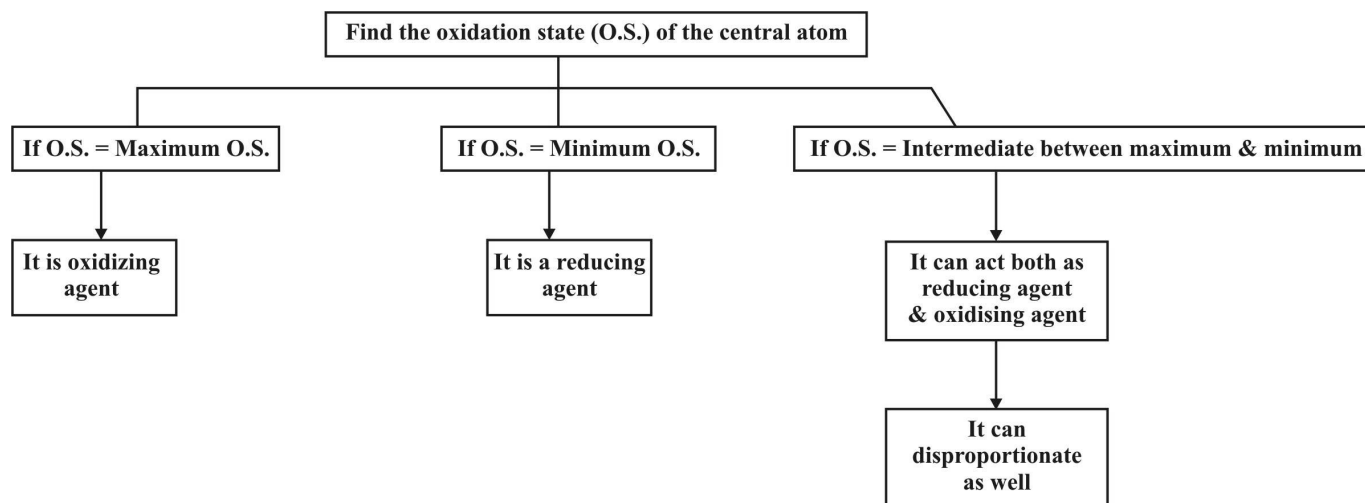 Find the oxidation state (O.S.) of the central atom
If O.S. = Maximum O.S.
If O.S. = Minimum O.S.
If O.S. = Intermediate between maximum & minimum
It is oxidizing
agent
It is a reducing
agent
It can act both as
reducing agent
& oxidising agent
It can
disproportionate
as well